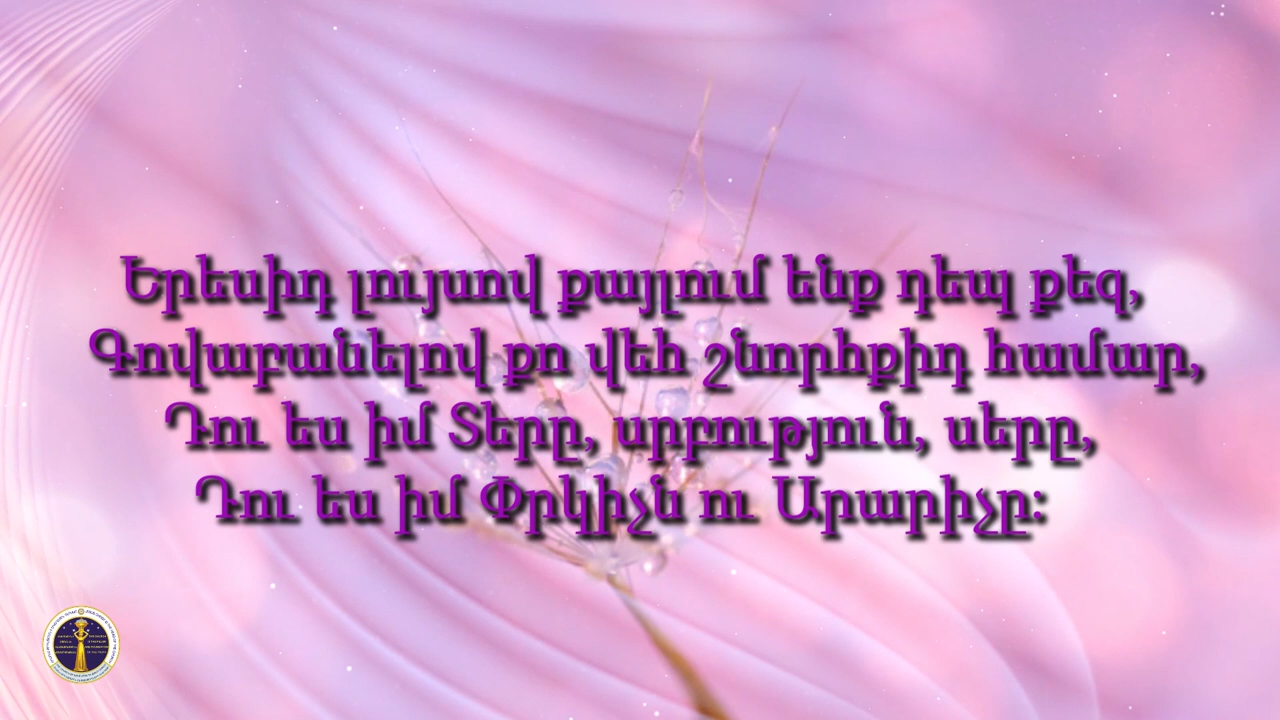 Երեսիդ լույսով քայլում ենք դեպ քեզ,
Գովաբանելով քո վեհ շնորհքիդ համար,
Դու ես իմ Տերը, սրբություն, սերը,
Դու ես իմ Փրկիչն ու Արարիչը։